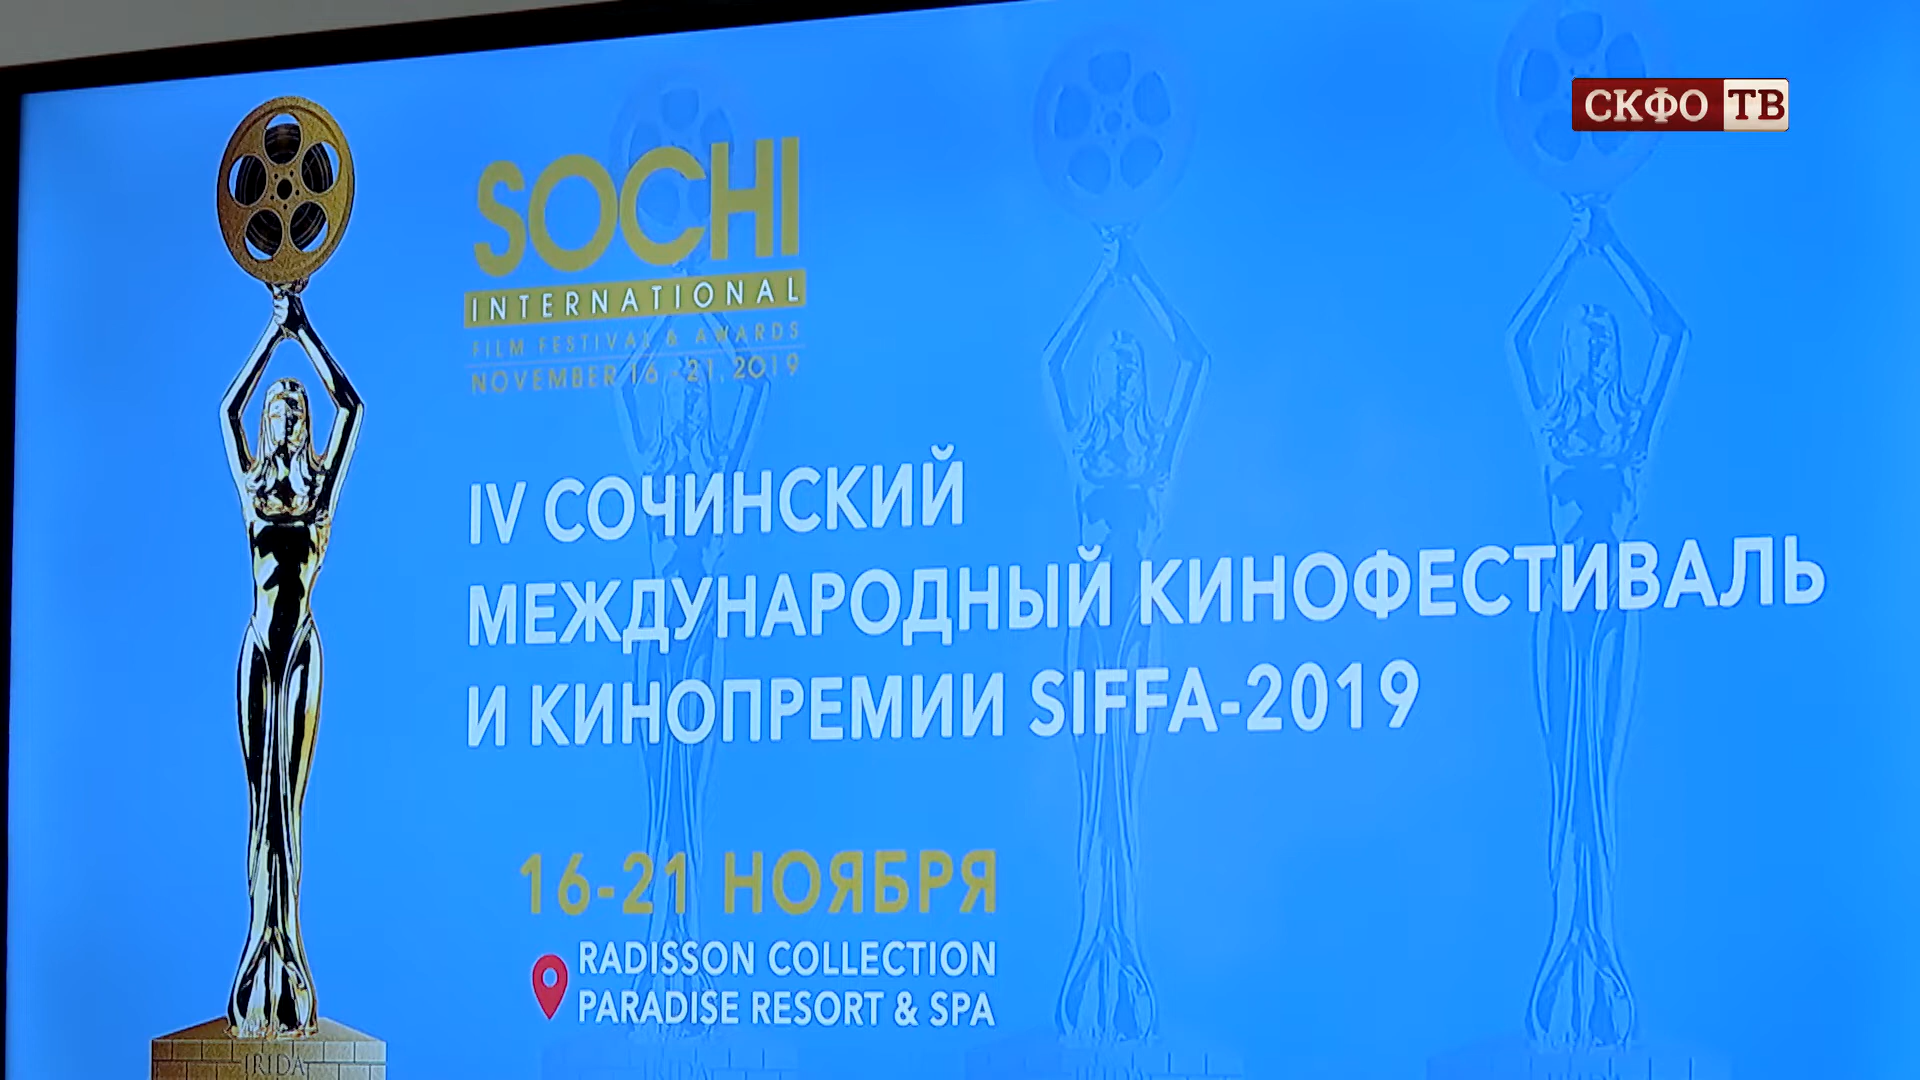 СКФО ТВ
SOCHI
INTERNATIONAL
FILM FESTIVAL & AWARDS
NOVEMBER 16 - 21, 2019
IV СОЧИНСКИЙ
МЕЖДУНАРОДНЫЙ КИНОФЕСТИВАЛЬ
И КИНОПРЕМИИ SIFFA-2019
16-21 НОЯБРЯ
RADISSON COLLECTION
PARADISE RESORT & SPA
IRIDA